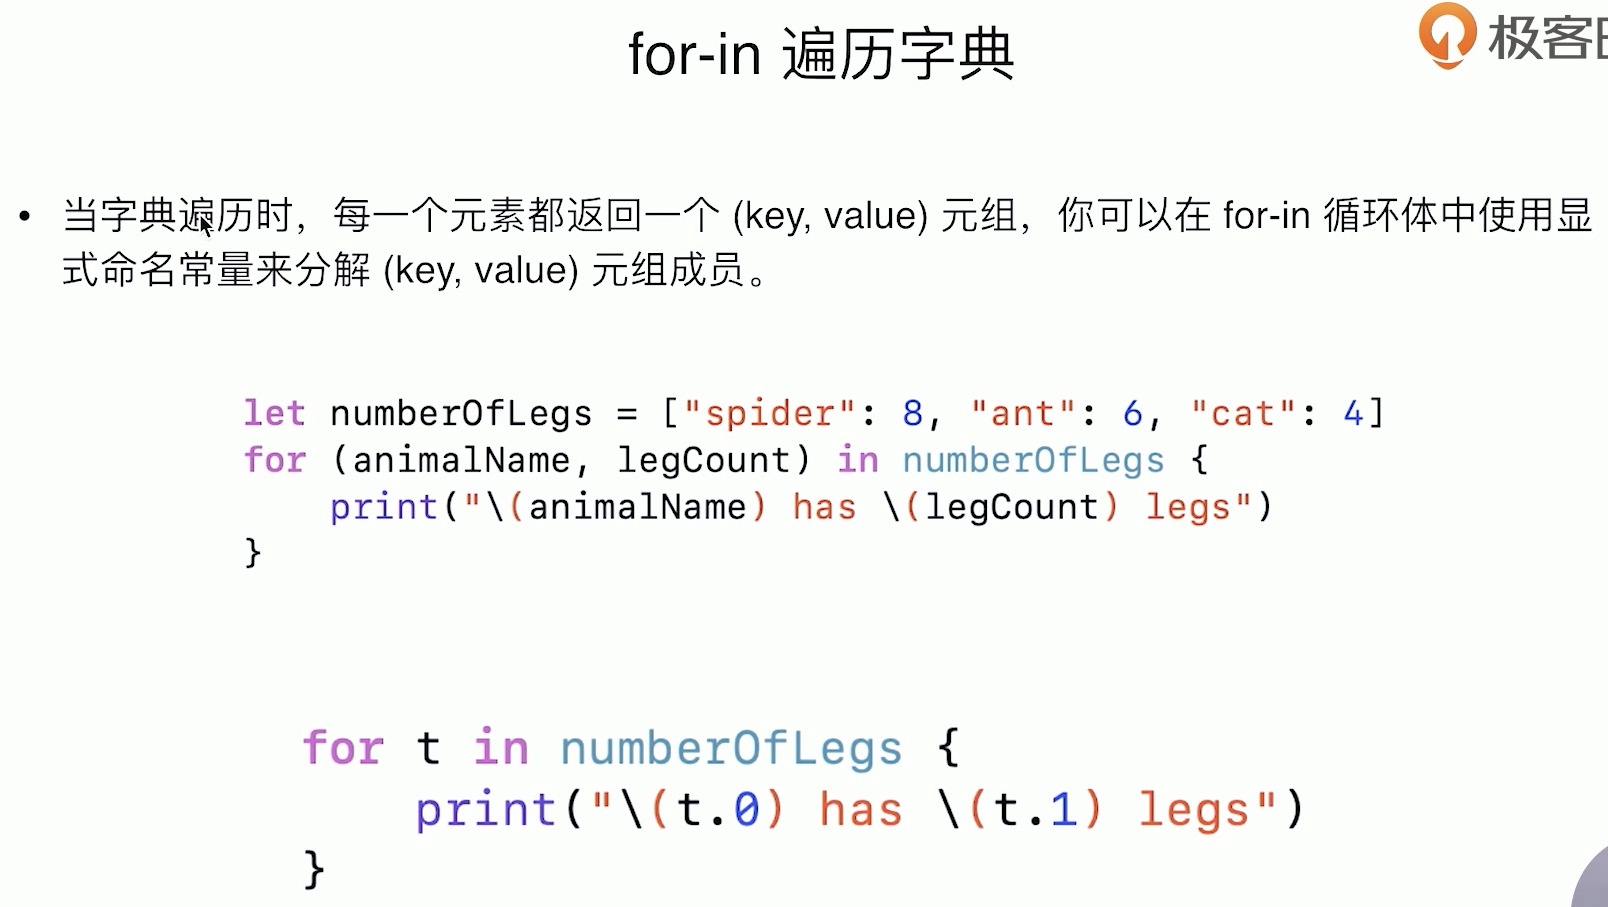 for-in 遍历字典
极客
• 当字典遍历时，每一个元素都返回一个 (key, value) 元组，你可以在 for-in 循环体中使用显
式命名常量来分解 (key, value) 元组成员。
let numberOfLegs = ["spider": 8, "ant": 6, "cat": 4]
for (animalName, legCount) in numberOfLegs {
    print("\(animalName) has \(legCount) legs")
}
for t in numberOfLegs {
    print("\(t.0) has \(t.1) legs")
}